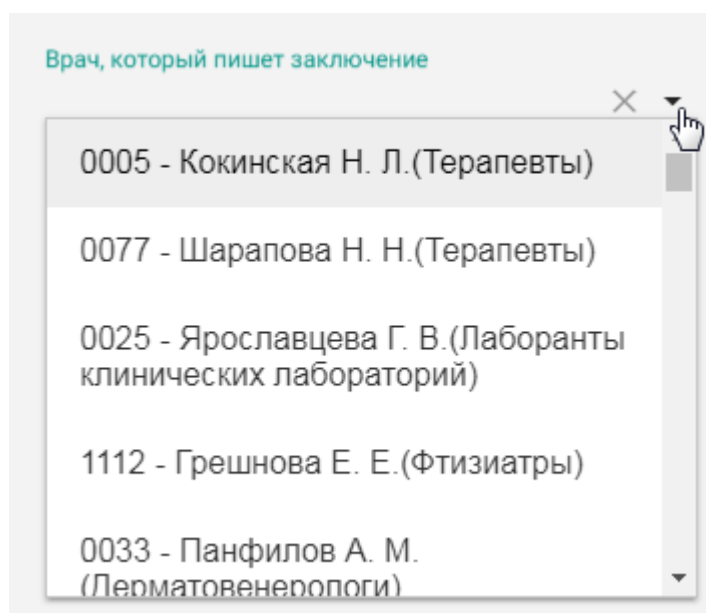 Врач, который пишет заключение
0005 - Кокинская Н. Л.(Терапевты)
0077 - Шарапова Н. Н.(Терапевты)
0025 - Ярославцева Г. В.(Лаборанты
клинических лабораторий)
1112 - Грешнова Е. Е.(Фтизиатры)
0033 - Панфилов А. М.
(Дерматовенерологи)